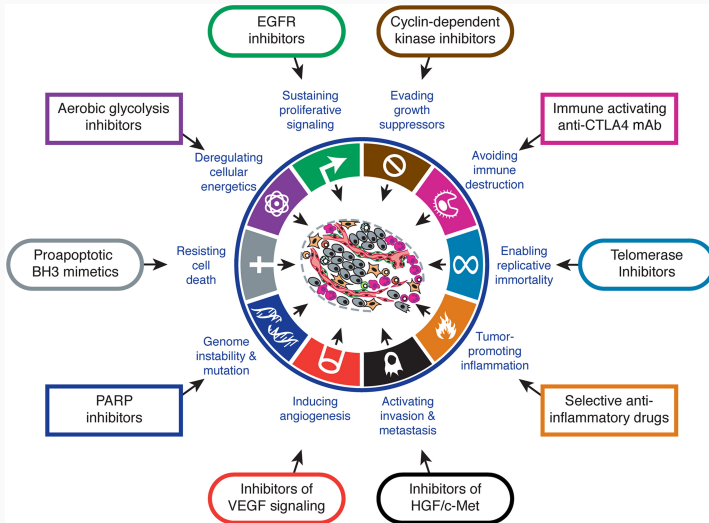 EGFR
inhibitors
Cyclin-dependent
kinase inhibitors
Sustaining
proliferative
signaling
Evading
growth
suppressors
Aerobic glycolysis
inhibitors
Immune activating
anti-CTLA4 mAb
Deregulating
cellular
energetics
Avoiding
immune
destruction
Proapoptotic
BH3 mimetics
Resisting
cell
death
Enabling
replicative
immortality
Telomerase
Inhibitors
Genome
instability &
mutation
Tumor-
promoting
inflammation
PARP
inhibitors
Inducing
angiogenesis
Activating
invasion &
metastasis
Selective anti-
inflammatory drugs
Inhibitors of
VEGF signaling
Inhibitors of
HGF/c-Met